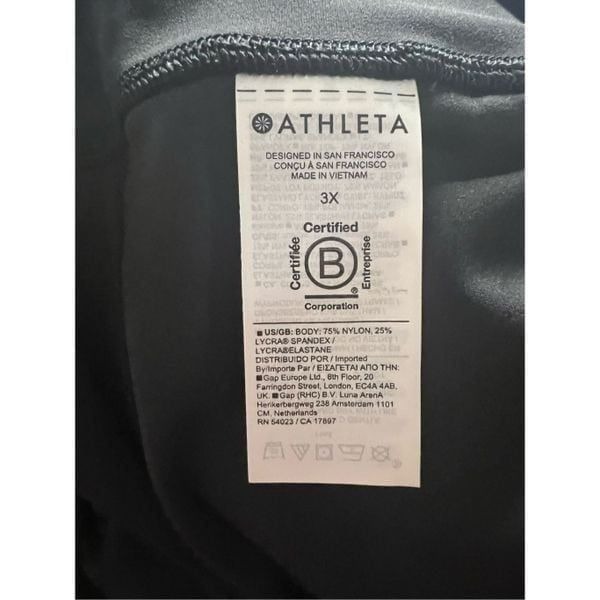 ATHLETA
DESIGNED IN SAN FRANCISCO
CONÇU À SAN FRANCISCO
MADE IN VIETNAM
3X
Certified
Certifiée
B
Entreprise
®
Corporation
■ US/GB: BODY: 75% NYLON, 25%
LYCRA® SPANDEX /
LYCRA®ELASTANE
DISTRIBUIDO POR / Imported
By/Importe Par / ΕΙΣΑΓΕΤΑΙ ΑΠΟ ΤΗΝ:
■Gap Europe Ltd., 6th Floor, 20
Farringdon Street, London, EC4A 4AB,
UK. ■ Gap (RHC) B.V. Luna ArenA
Herikerbergweg 238 Amsterdam 1101
CM, Netherlands
RN 54023 / CA 17897